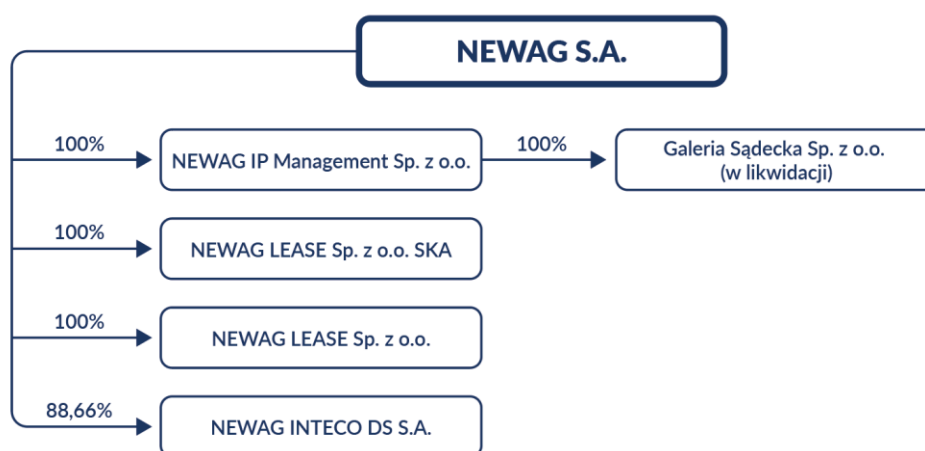 NEWAG S.A.
100%
NEWAG IP Management Sp. z o.o.
100%
Galeria Sądecka Sp. z o.o.
(w likwidacji)
100%
NEWAG LEASE Sp. z o.o. SKA
100%
NEWAG LEASE Sp. z o.o.
88,66%
NEWAG INTECO DS S.A.